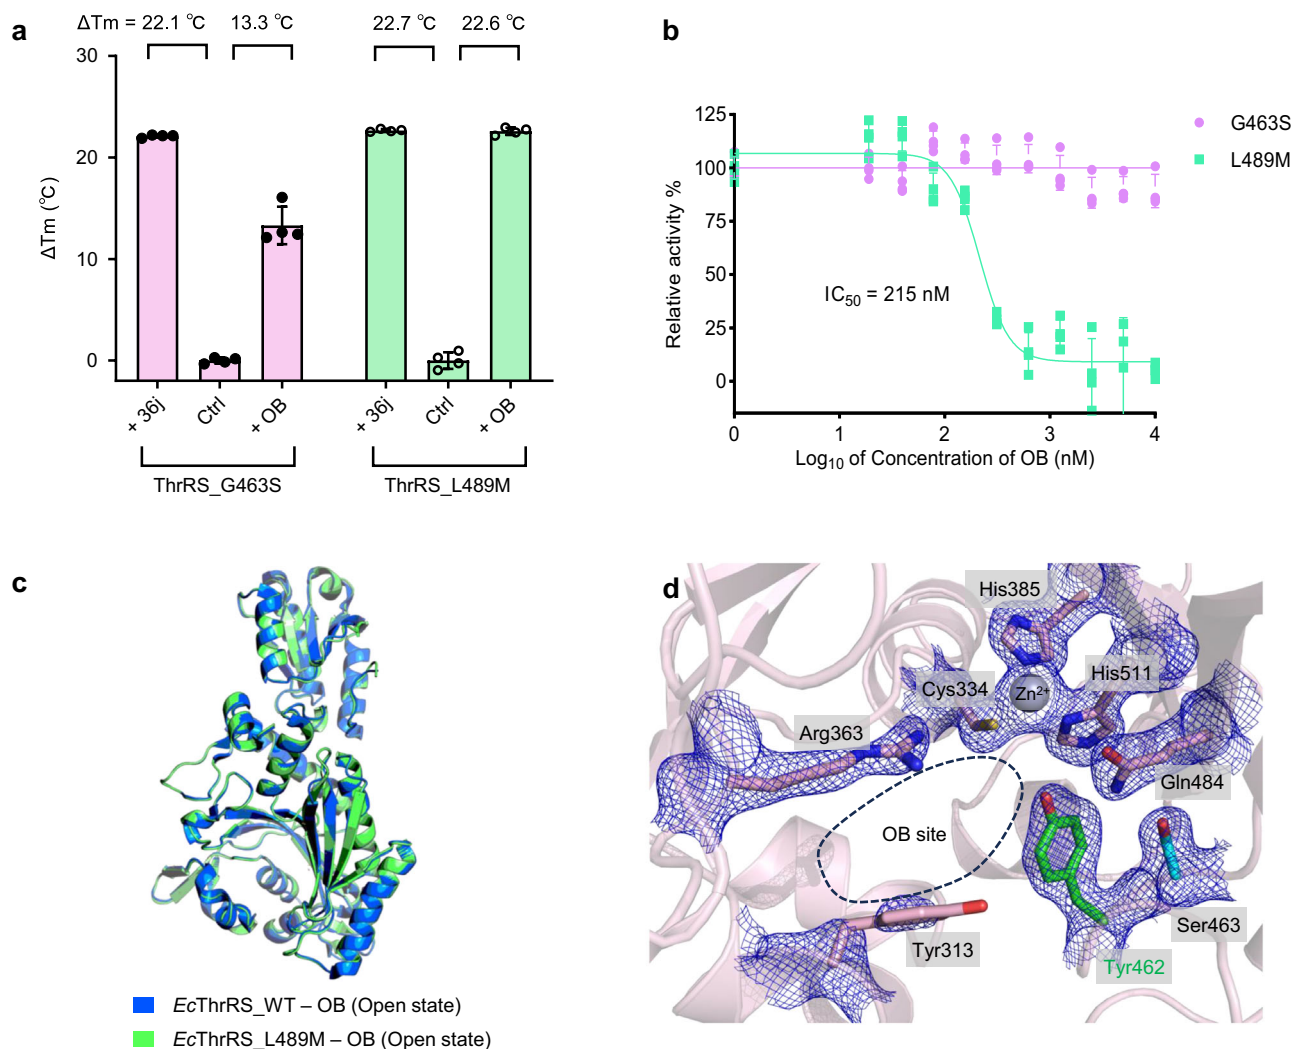 a
ΔTm = 22.1 ℃ 13.3 ℃ 22.7 ℃ 22.6 ℃
30
20
10
0
ΔTm (℃)
+ 36j Ctrl + OB + 36j Ctrl + OB
ThrRS_G463S ThrRS_L489M
b
125
100
75
50
25
0
Relative activity %
G463S
L489M
IC50 = 215 nM
0 1 2 3 4
Log10 of Concentration of OB (nM)
c
EcThrRS_WT – OB (Open state)
EcThrRS_L489M – OB (Open state)
d
His385
Cys334
Zn2+
His511
Arg363
Gln484
OB site
Ser463
Tyr313
Tyr462